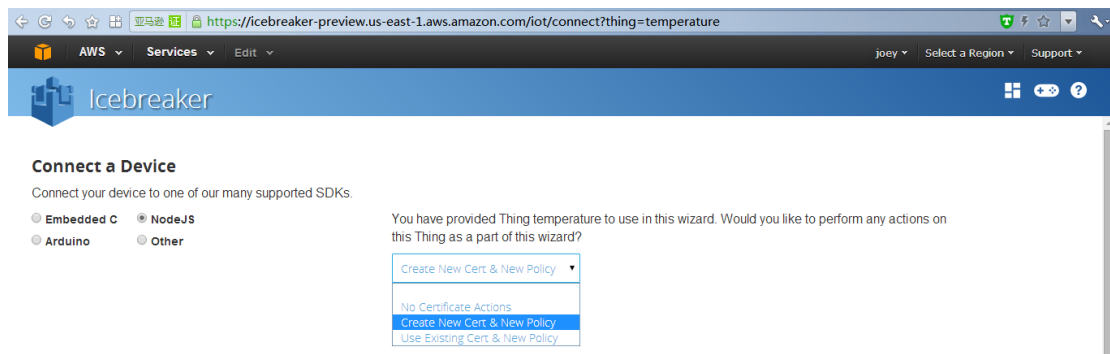 亚马逊 证 https://icebreaker-preview.us-east-1.aws.amazon.com/iot/connect?thing=temperature
AWS Services Edit joey Select a Region Support
Icebreaker
Connect a Device
Connect your device to one of our many supported SDKs.
Embedded C NodeJS
Arduino Other
You have provided Thing temperature to use in this wizard. Would you like to perform any actions on
this Thing as a part of this wizard?
Create New Cert & New Policy
No Certificate Actions
Create New Cert & New Policy
Use Existing Cert & New Policy